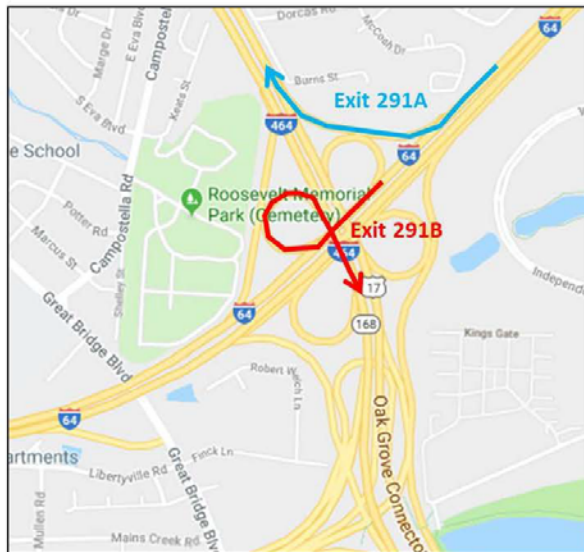 Dorcas Rd
McCosh Dr
64
Marge Dr
E Eva Blvd
Campostella Rd
Keats St
Burns St
Exit 291A
S Eva Blvd
464
64
e School
Roosevelt Memorial
Park (Cemetery)
Potter Rd
Marcus St
Shelley St
Exit 291B
464
Independ
17
64
168
Great Bridge Blvd
Kings Gate
Robert Welch Ln
64
Oak Grove Connecto
Great Bridge Blvd
Finck Ln
artments
Libertyville Rd
Mullen Rd
Mains Creek Rd